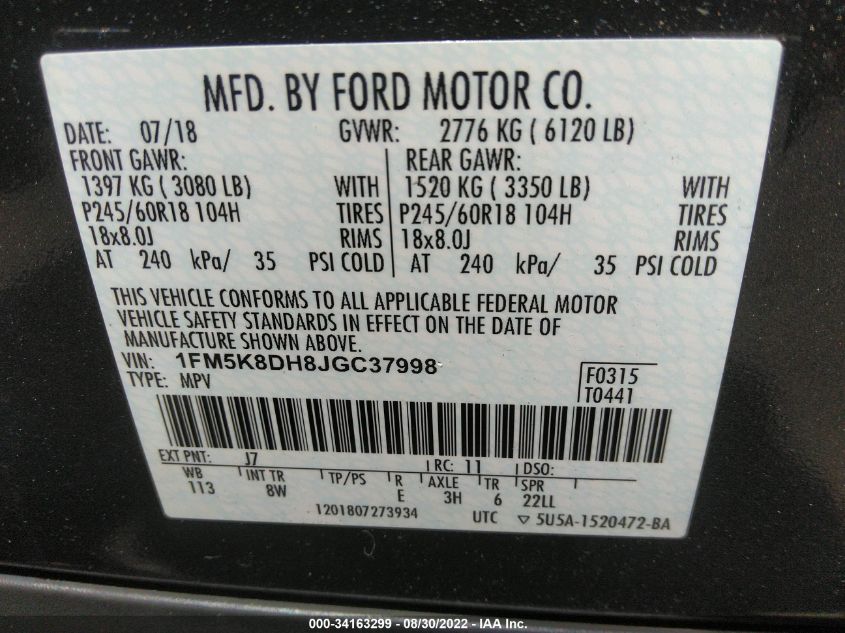 MFD. BY FORD MOTOR CO.
DATE: 07/18 GVWR: 2776 KG ( 6120 LB)
FRONT GAWR: REAR GAWR:
1397 KG ( 3080 LB) WITH 1520 KG ( 3350 LB) WITH
P245/60R18 104H TIRES P245/60R18 104H TIRES
18x8.0J RIMS 18x8.0J RIMS
AT 240 kPa/ 35 PSI COLD AT 240 kPa/ 35 PSI COLD
THIS VEHICLE CONFORMS TO ALL APPLICABLE FEDERAL MOTOR
VEHICLE SAFETY STANDARDS IN EFFECT ON THE DATE OF
MANUFACTURE SHOWN ABOVE.
VIN: 1FM5K8DH8JGC37998
TYPE: MPV
F0315
T0441
EXT PNT: J7 RC: 11 DSO:
WB INT TR TP/PS R AXLE TR SPR
113 8W E 3H 6 22LL
1201807273934 UTC ▽ 5U5A-1520472-BA
000-34163299 - 08/30/2022 - IAA Inc.